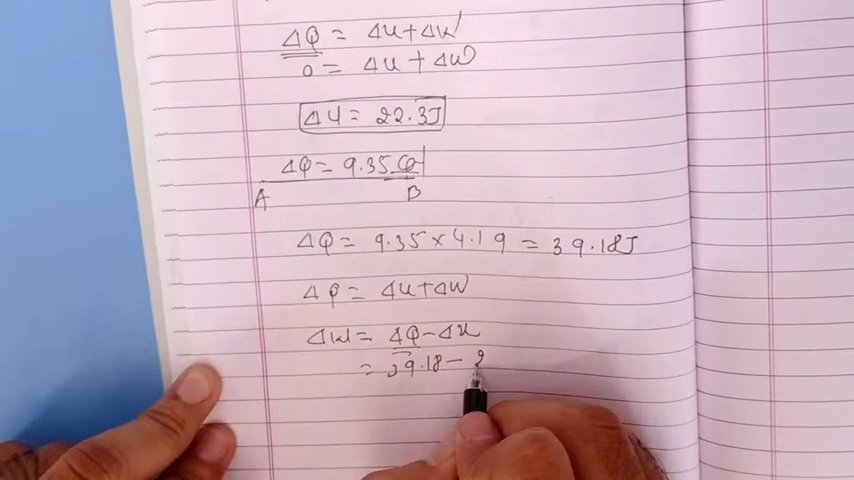 ΔQ = Δu + Δw
0 = Δu + Δw
ΔU = 22.3J
ΔQ = 9.35 cal
A B
ΔQ = 9.35 × 4.19 = 39.18J
ΔQ = Δu + Δw
Δw = ΔQ - Δu
= 39.18 - 2